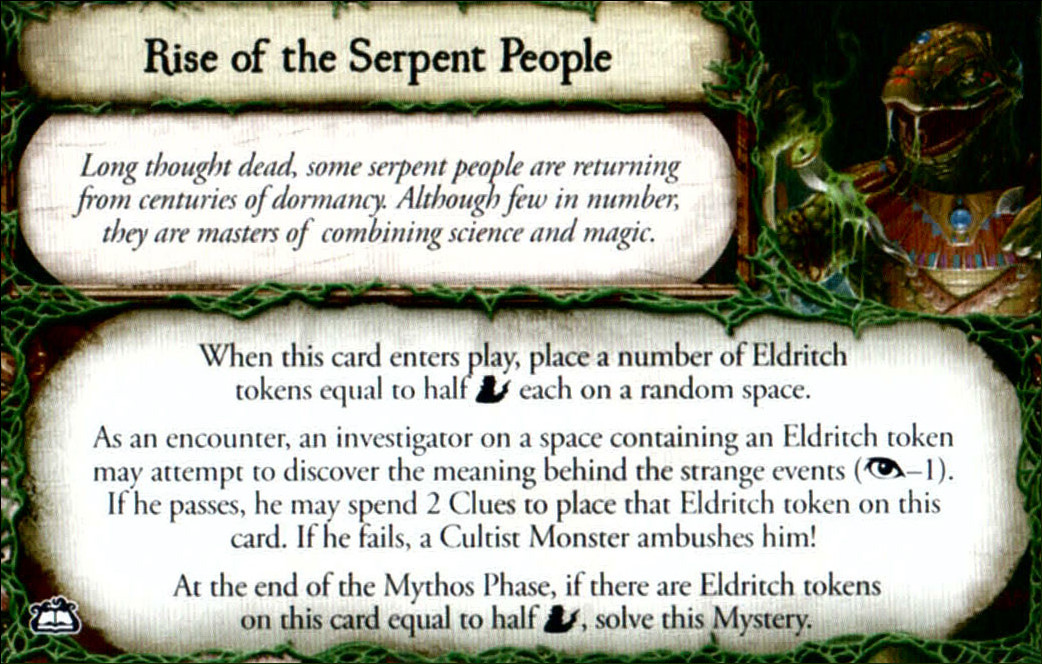 Rise of the Serpent People
Long thought dead, some serpent people are returning
from centuries of dormancy. Although few in number,
they are masters of combining science and magic.
When this card enters play, place a number of Eldritch
tokens equal to half each on a random space.
As an encounter, an investigator on a space containing an Eldritch token
may attempt to discover the meaning behind the strange events (–1).
If he passes, he may spend 2 Clues to place that Eldritch token on this
card. If he fails, a Cultist Monster ambushes him!
At the end of the Mythos Phase, if there are Eldritch tokens
on this card equal to half , solve this Mystery.